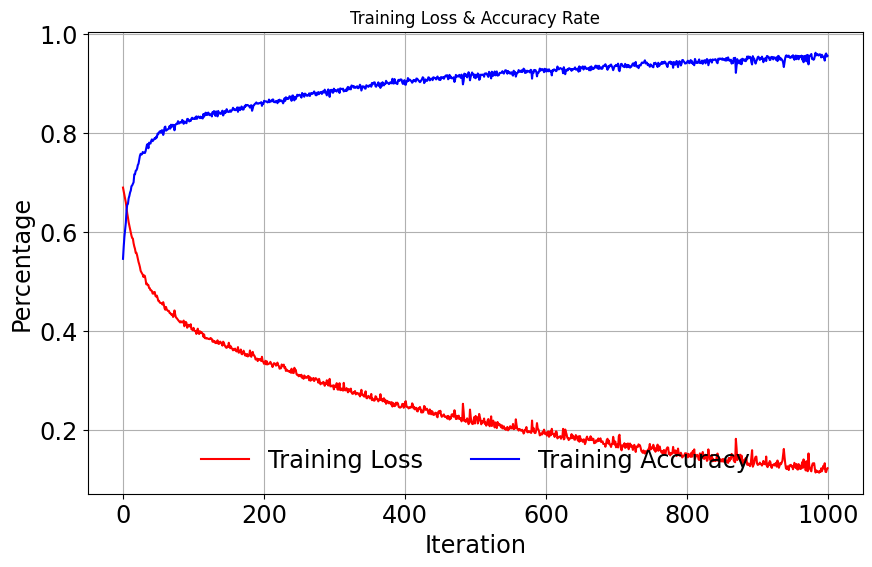 Training Loss & Accuracy Rate
1.0
0.8
0.6
0.4
0.2
Percentage
Training Loss Training Accuracy
0 200 400 600 800 1000
Iteration